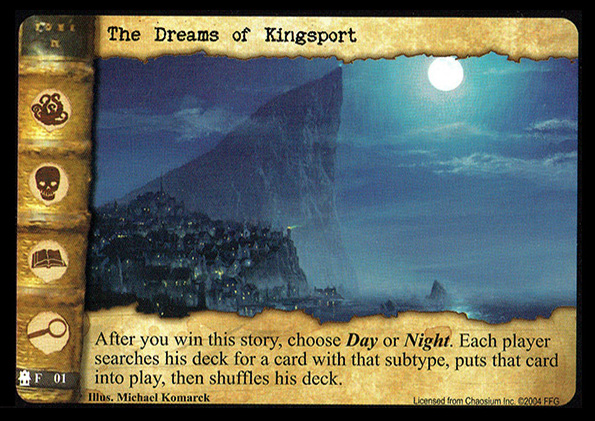 The Dreams of Kingsport
After you win this story, choose Day or Night. Each player
searches his deck for a card with that subtype, puts that card
into play, then shuffles his deck.
F 01
Illus. Michael Komarck
Licensed from Chaosium Inc. ©2004 FFG